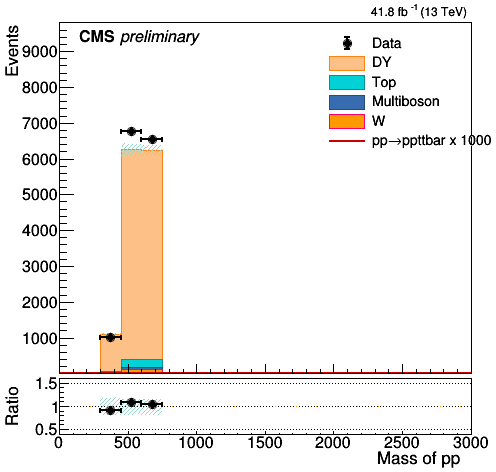 41.8 fb⁻¹ (13 TeV)
CMS preliminary
Events
9000
8000
7000
6000
5000
4000
3000
2000
1000
Data
DY
Top
Multiboson
W
pp→ppttbar x 1000
Ratio
1.5
1
0.5
0 500 1000 1500 2000 2500 3000
Mass of pp